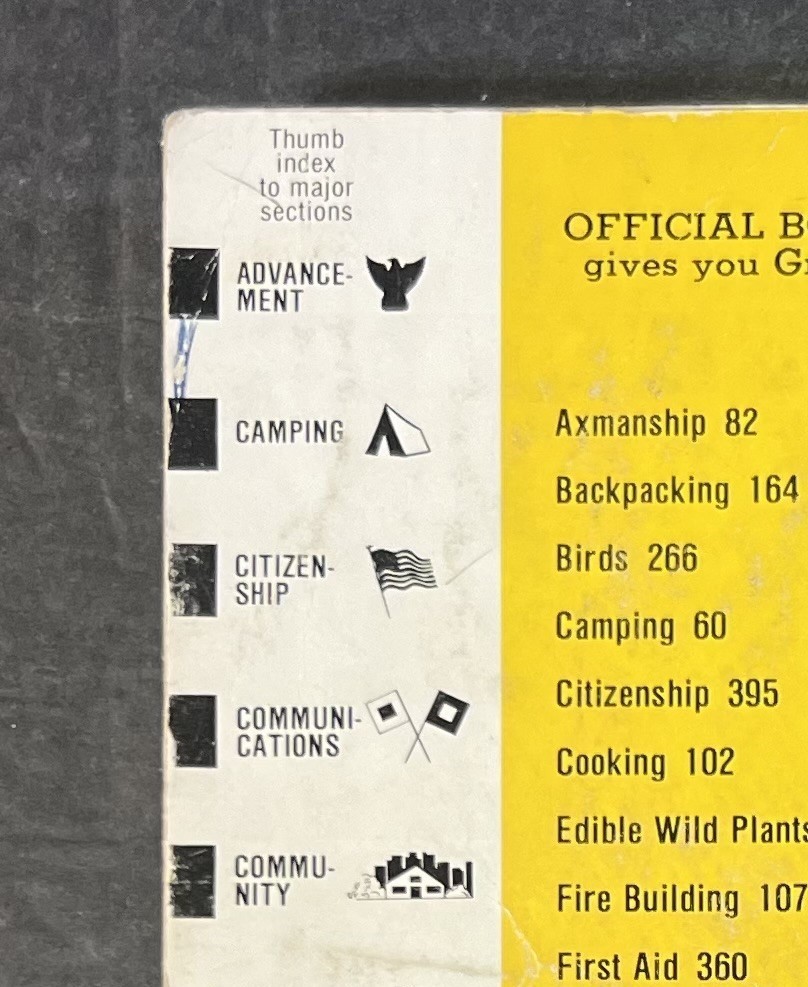 Thumb
index
to major
sections
ADVANCE-
MENT
CAMPING
CITIZEN-
SHIP
COMMUNI-
CATIONS
COMMU-
NITY
OFFICIAL
gives you
Axmanship 82
Backpacking 164
Birds 266
Camping 60
Citizenship 395
Cooking 102
Edible Wild Plants
Fire Building 107
First Aid 360